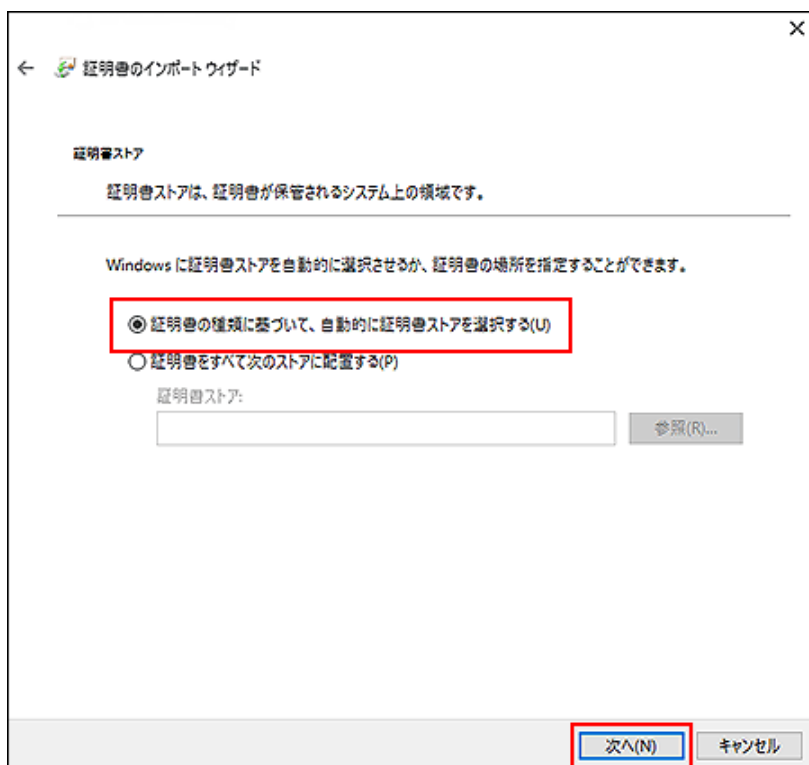 証明書のインポート ウィザード
証明書ストア
証明書ストアは、証明書が保管されるシステム上の領域です。
Windows に証明書ストアを自動的に選択させるか、証明書の場所を指定することができます。
証明書の種類に基づいて、自動的に証明書ストアを選択する(U)
証明書をすべて次のストアに配置する(P)
証明書ストア:
参照(R)...
次へ(N) キャンセル